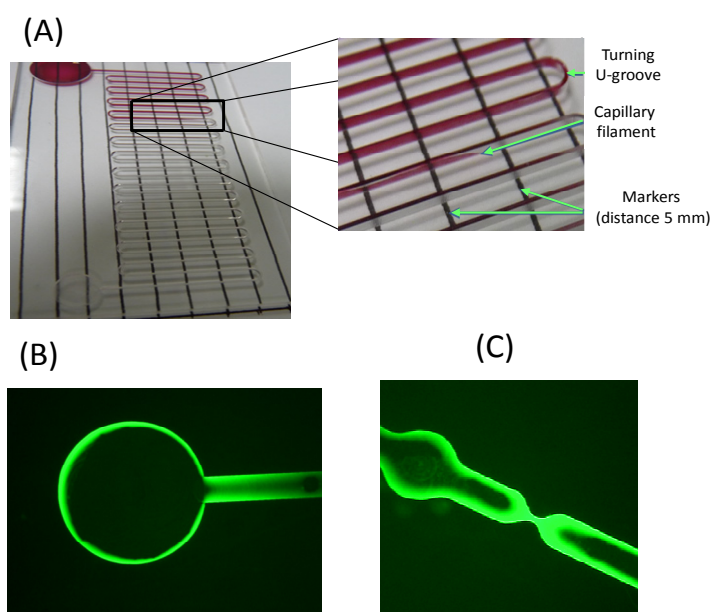 (A)
Turning
U-groove
Capillary
filament
Markers
(distance 5 mm)
(B)
(C)